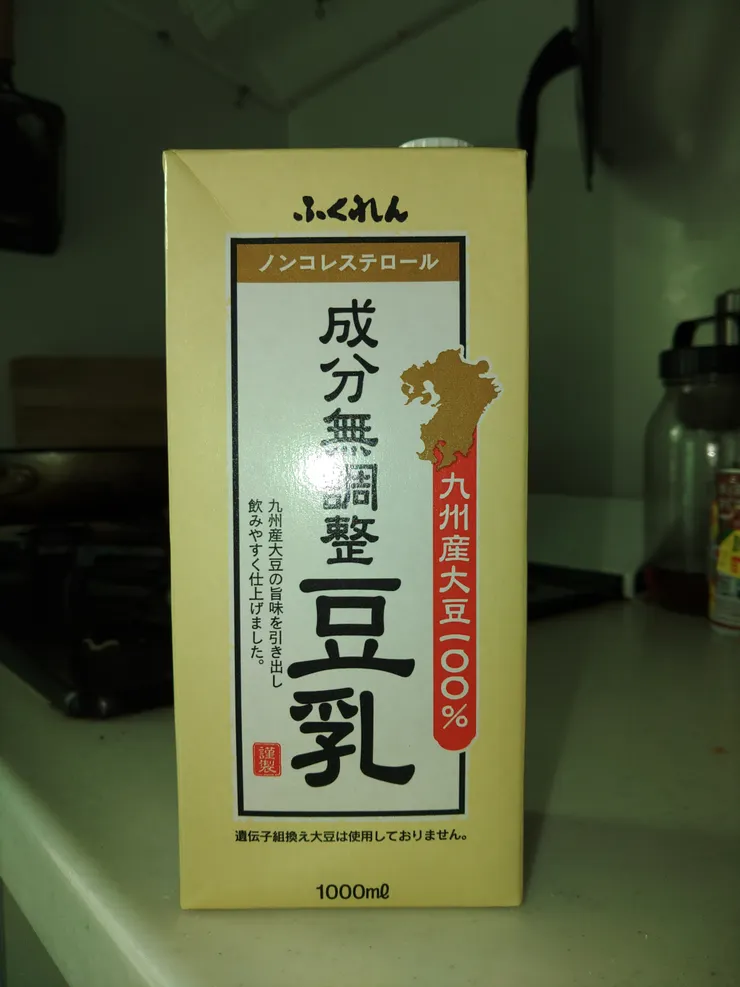 ふくれん
ノンコレステロール
成分無調整
豆乳
九州産大豆一〇〇%
九州産大豆の旨味を引き出し
飲みやすく仕上げました。
謹製
遺伝子組換え大豆は使用しておりません。
1000ml